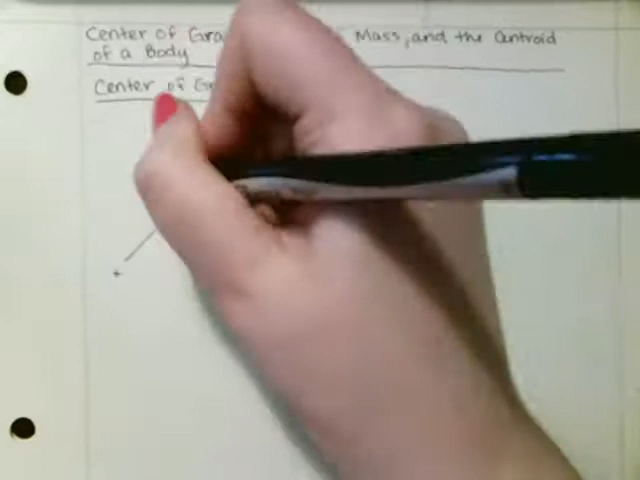 Center of Gra Mass, and the Centroid
of a Body
Center of G
x